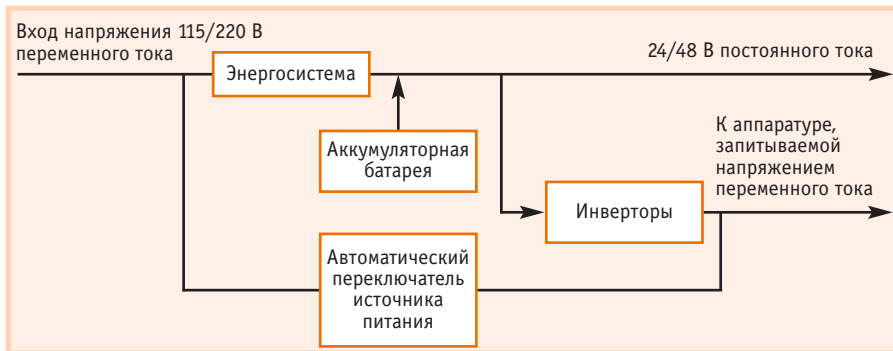 Вход напряжения 115/220 В
переменного тока
Энергосистема
24/48 В постоянного тока
Аккумуляторная
батарея
К аппаратуре,
запитываемой
напряжением
переменного тока
Инверторы
Автоматический
переключатель
источника
питания